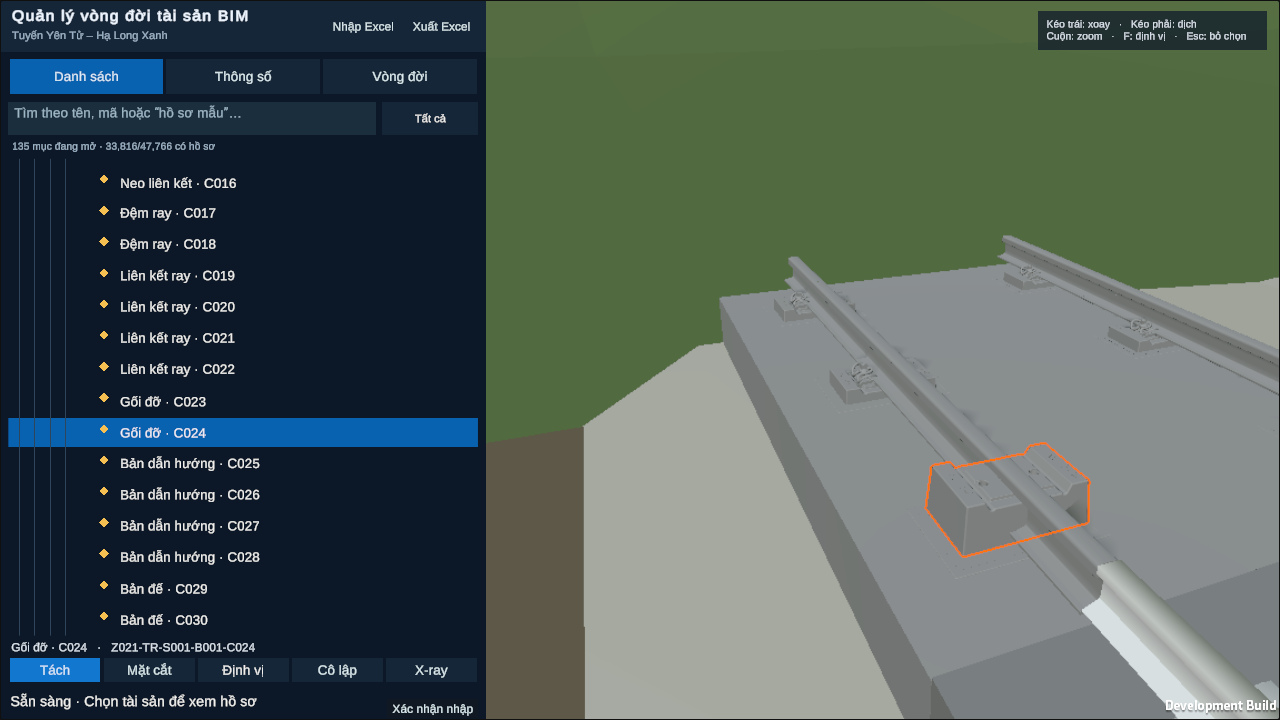 Quản lý vòng đời tài sản BIM
Tuyến Yên Tử – Hạ Long Xanh
Nhập Excel
Xuất Excel
Danh sách
Thông số
Vòng đời
Tìm theo tên, mã hoặc "hồ sơ mẫu"...
Tất cả
135 mục đang mở · 33,816/47,766 có hồ sơ
Neo liên kết · C016
Đệm ray · C017
Đệm ray · C018
Liên kết ray · C019
Liên kết ray · C020
Liên kết ray · C021
Liên kết ray · C022
Gối đỡ · C023
Gối đỡ · C024
Bản dẫn hướng · C025
Bản dẫn hướng · C026
Bản dẫn hướng · C027
Bản dẫn hướng · C028
Bản đế · C029
Bản đế · C030
Gối đỡ · C024 · Z021-TR-S001-B001-C024
Tách
Mặt cắt
Định vị
Cô lập
X-ray
Sẵn sàng · Chọn tài sản để xem hồ sơ
Xác nhận nhập
Kéo trái: xoay · Kéo phải: dịch
Cuộn: zoom · F: định vị · Esc: bỏ chọn
Development Build